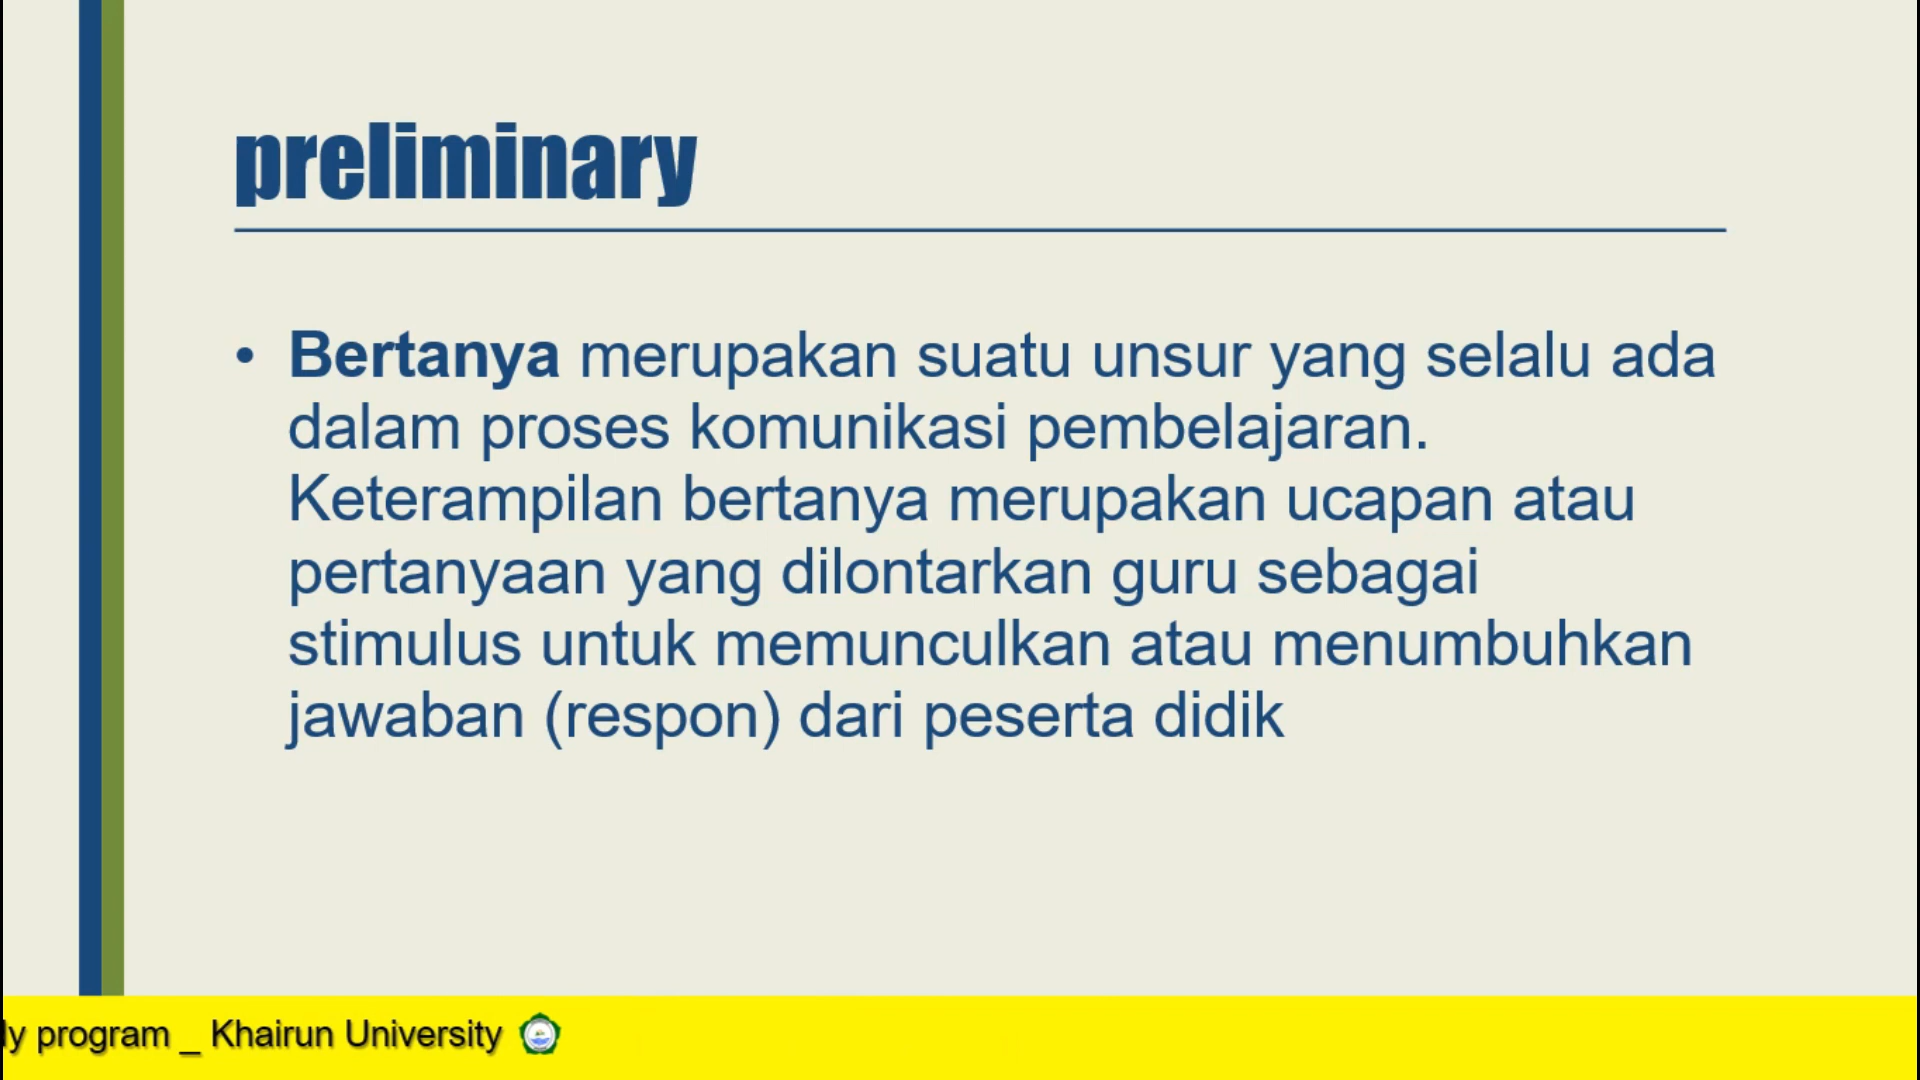 preliminary
• Bertanya merupakan suatu unsur yang selalu ada
dalam proses komunikasi pembelajaran.
Keterampilan bertanya merupakan ucapan atau
pertanyaan yang dilontarkan guru sebagai
stimulus untuk memunculkan atau menumbuhkan
jawaban (respon) dari peserta didik
program _ Khairun University